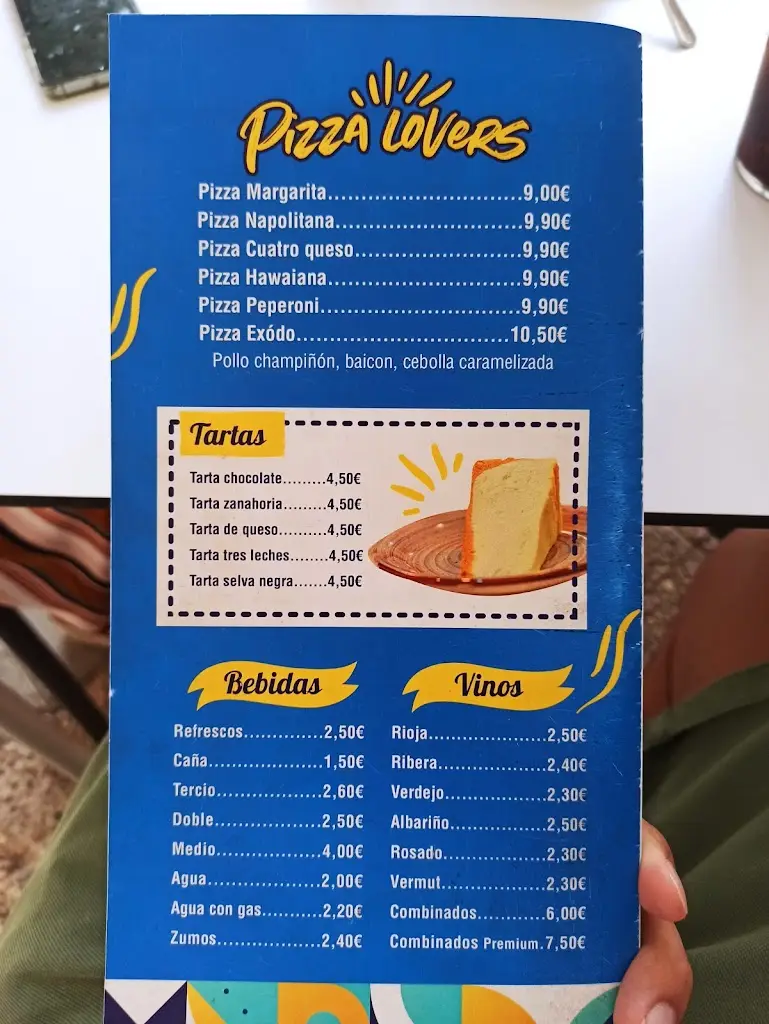 Pizza Lovers
Pizza Margarita.............................9,00€
Pizza Napolitana............................9,90€
Pizza Cuatro queso.........................9,90€
Pizza Hawaiana.............................9,90€
Pizza Peperoni..............................9,90€
Pizza Exódo................................10,50€
Pollo champiñón, baicon, cebolla caramelizada
Tartas
Tarta chocolate.........4,50€
Tarta zanahoria.........4,50€
Tarta de queso..........4,50€
Tarta tres leches.......4,50€
Tarta selva negra.......4,50€
Bebidas
Refrescos..............2,50€
Caña....................1,50€
Tercio...................2,60€
Doble...................2,50€
Medio...................4,00€
Agua....................2,00€
Agua con gas..........2,20€
Zumos..................2,40€
Vinos
Rioja.....................2,50€
Ribera...................2,40€
Verdejo..................2,30€
Albariño.................2,50€
Rosado..................2,30€
Vermut..................2,30€
Combinados............6,00€
Combinados Premium.7,50€